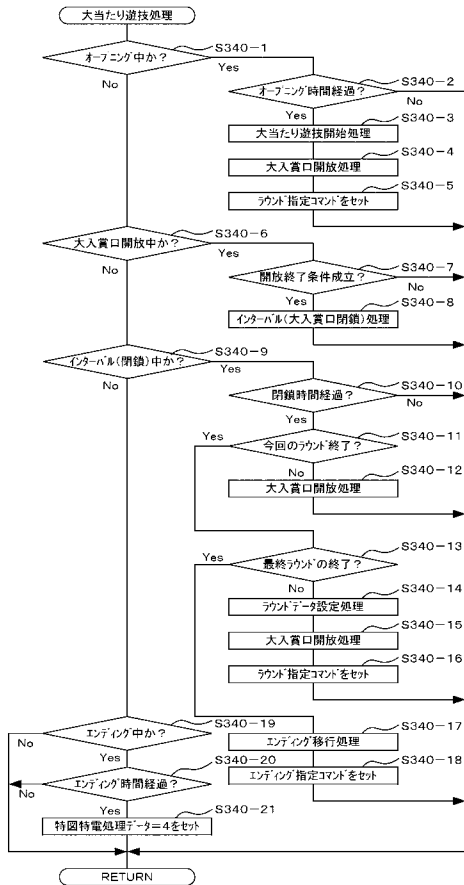 大当たり遊技処理
S340-1
オープニング中か？
Yes
No
S340-2
オープニング時間経過？
No
Yes
S340-3
大当たり遊技開始処理
S340-4
大入賞口開放処理
S340-5
ラウンド指定コマンドをセット
S340-6
大入賞口開放中か？
Yes
No
S340-7
開放終了条件成立？
No
Yes
S340-8
インターバル(大入賞口閉鎖)処理
S340-9
インターバル(閉鎖)中か？
Yes
No
S340-10
閉鎖時間経過？
No
Yes
S340-11
Yes
今回のラウンド終了？
No
S340-12
大入賞口開放処理
S340-13
Yes
最終ラウンドの終了？
No
S340-14
ラウンドデータ設定処理
S340-15
大入賞口開放処理
S340-16
ラウンド指定コマンドをセット
S340-17
エンディング移行処理
S340-18
エンディング指定コマンドをセット
S340-19
エンディング中か？
No
Yes
S340-20
エンディング時間経過？
No
Yes
S340-21
特図特電処理データ=4をセット
RETURN